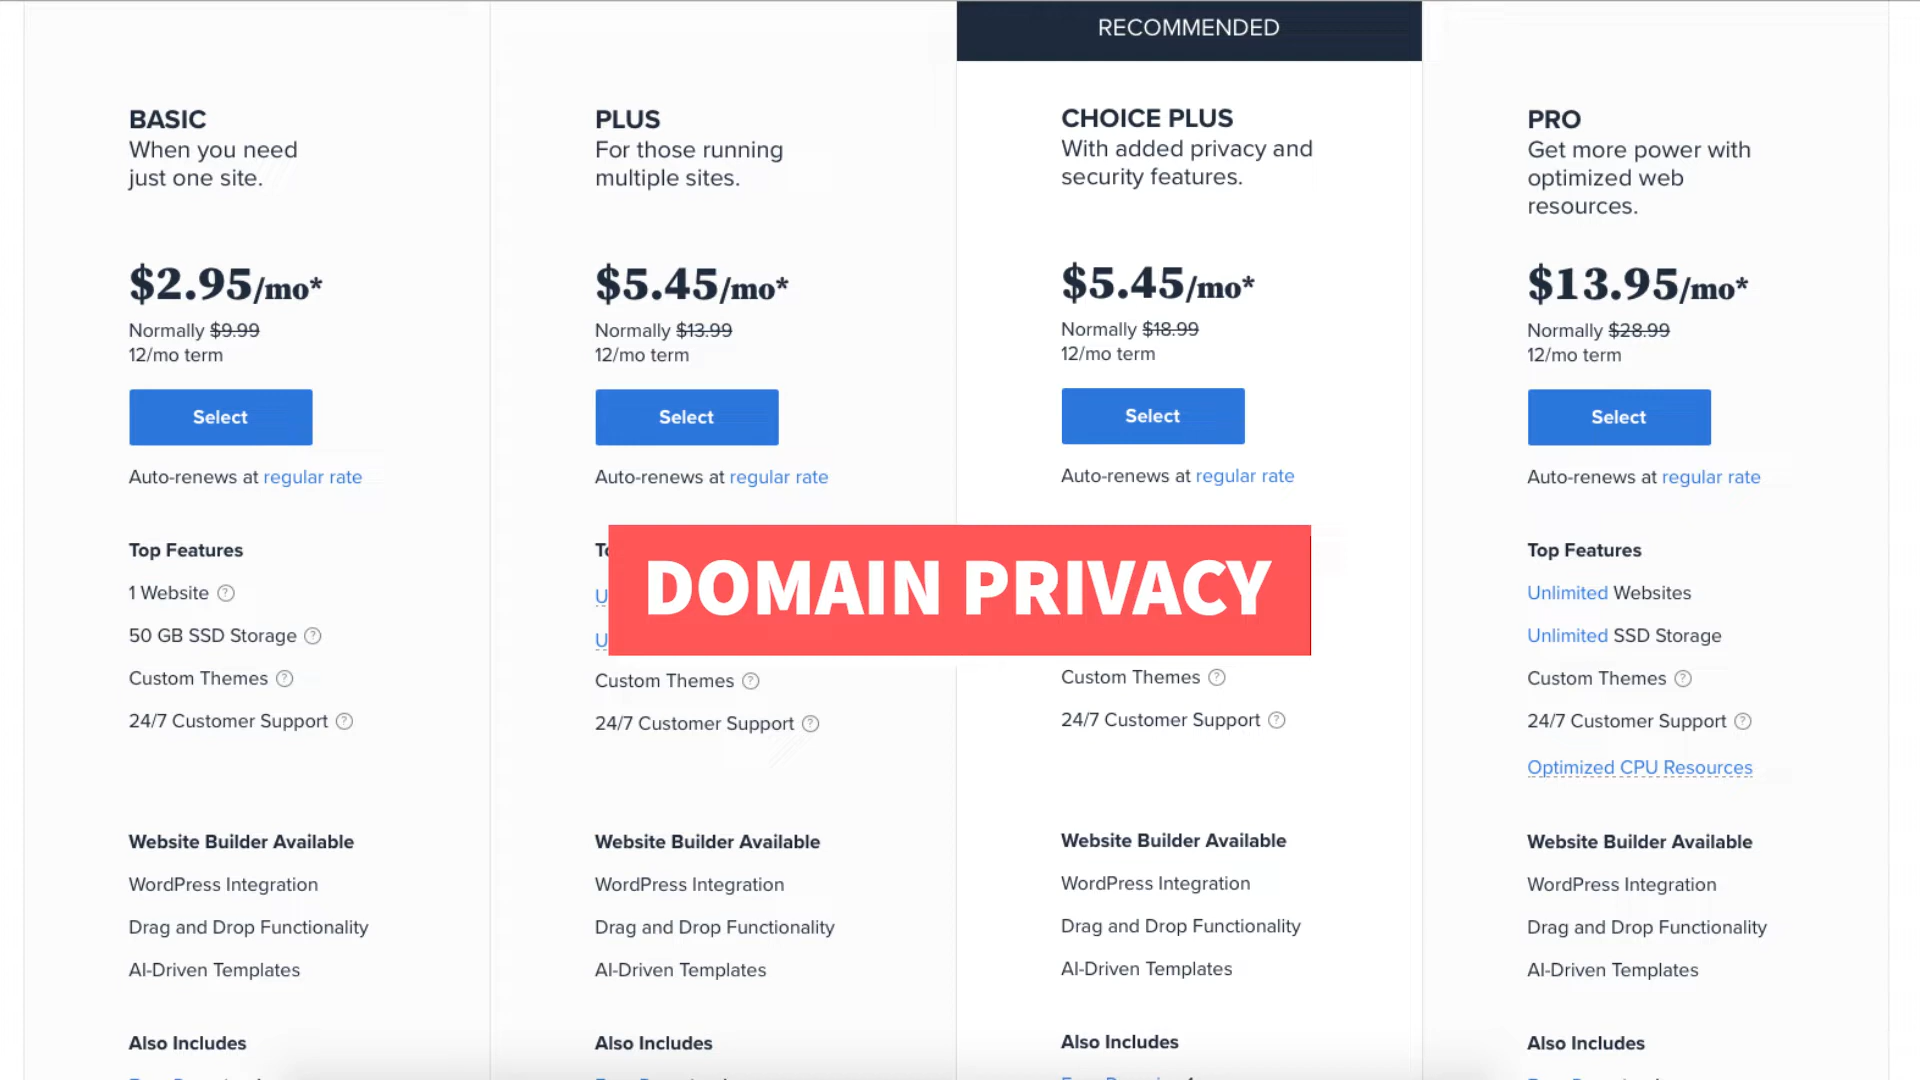 RECOMMENDED
BASIC
When you need
just one site.
$2.95/mo*
Normally $9.99
12/mo term
Select
Auto-renews at regular rate
Top Features
1 Website
50 GB SSD Storage
Custom Themes
24/7 Customer Support
Website Builder Available
WordPress Integration
Drag and Drop Functionality
AI-Driven Templates
Also Includes
PLUS
For those running
multiple sites.
$5.45/mo*
Normally $13.99
12/mo term
Select
Auto-renews at regular rate
Custom Themes
24/7 Customer Support
Website Builder Available
WordPress Integration
Drag and Drop Functionality
AI-Driven Templates
Also Includes
CHOICE PLUS
With added privacy and
security features.
$5.45/mo*
Normally $18.99
12/mo term
Select
Auto-renews at regular rate
DOMAIN PRIVACY
Custom Themes
24/7 Customer Support
Website Builder Available
WordPress Integration
Drag and Drop Functionality
AI-Driven Templates
Also Includes
PRO
Get more power with
optimized web
resources.
$13.95/mo*
Normally $28.99
12/mo term
Select
Auto-renews at regular rate
Top Features
Unlimited Websites
Unlimited SSD Storage
Custom Themes
24/7 Customer Support
Optimized CPU Resources
Website Builder Available
WordPress Integration
Drag and Drop Functionality
AI-Driven Templates
Also Includes